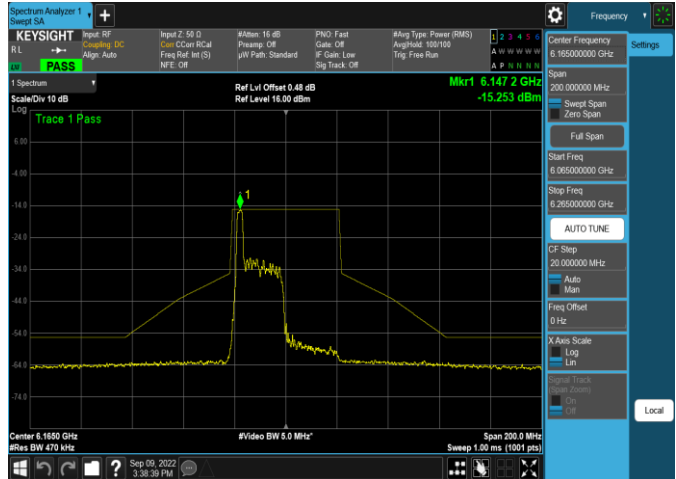 Spectrum Analyzer 1
Swept SA
+
Frequency
KEYSIGHT
RL
PASS
Input: RF
Coupling: DC
Align: Auto
Input Z: 50 Ω
Corr CCorr RCal
Freq Ref: Int (S)
NFE: Off
#Atten: 16 dB
Preamp: Off
µW Path: Standard
PNO: Fast
Gate: Off
IF Gain: Low
Sig Track: Off
#Avg Type: Power (RMS)
Avg|Hold: 100/100
Trig: Free Run
1 2 3 4 5 6
A W W W W W
A P N N N N
1 Spectrum
Scale/Div 10 dB
Ref Lvl Offset 0.48 dB
Ref Level 16.00 dBm
Mkr1 6.147 2 GHz
-15.253 dBm
Log
Trace 1 Pass
6.00
-4.00
-14.0
-24.0
-34.0
-44.0
-54.0
-64.0
-74.0
1
Center 6.1650 GHz
#Res BW 470 kHz
#Video BW 5.0 MHz*
Span 200.0 MHz
Sweep 1.00 ms (1001 pts)
Center Frequency
6.165000000 GHz
Settings
Span
200.000000 MHz
Swept Span
Zero Span
Full Span
Start Freq
6.065000000 GHz
Stop Freq
6.265000000 GHz
AUTO TUNE
CF Step
20.000000 MHz
Auto
Man
Freq Offset
0 Hz
X Axis Scale
Log
Lin
Signal Track
(Span Zoom)
On
Off
Local
?
Sep 09, 2022
3:38:39 PM